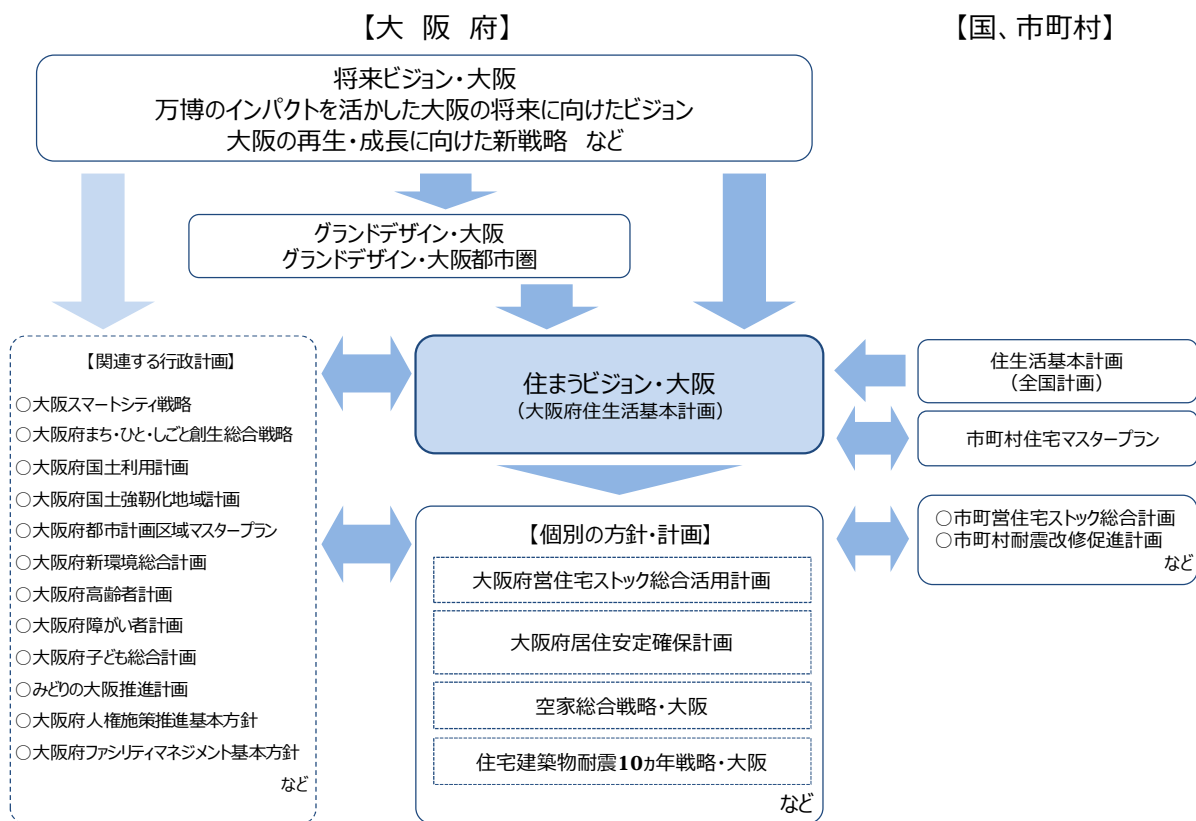 【大 阪 府】
【国、市町村】
将来ビジョン・大阪
万博のインパクトを活かした大阪の将来に向けたビジョン
大阪の再生・成長に向けた新戦略 など
グランドデザイン・大阪
グランドデザイン・大阪都市圏
【関連する行政計画】
○大阪スマートシティ戦略
○大阪府まち・ひと・しごと創生総合戦略
○大阪府国土利用計画
○大阪府国土強靭化地域計画
○大阪府都市計画区域マスタープラン
○大阪府新環境総合計画
○大阪府高齢者計画
○大阪府障がい者計画
○大阪府子ども総合計画
○みどりの大阪推進計画
○大阪府人権施策推進基本方針
○大阪府ファシリティマネジメント基本方針
など
住まうビジョン・大阪
（大阪府住生活基本計画）
【個別の方針・計画】
大阪府営住宅ストック総合活用計画
大阪府居住安定確保計画
空家総合戦略・大阪
住宅建築物耐震10ヵ年戦略・大阪
など
住生活基本計画
（全国計画）
市町村住宅マスタープラン
○市町営住宅ストック総合計画
○市町村耐震改修促進計画
など